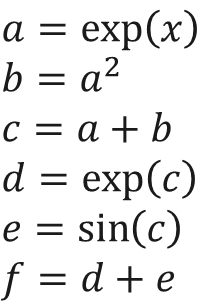 a = exp(x)
b = a²
c = a + b
d = exp(c)
e = sin(c)
f = d + e